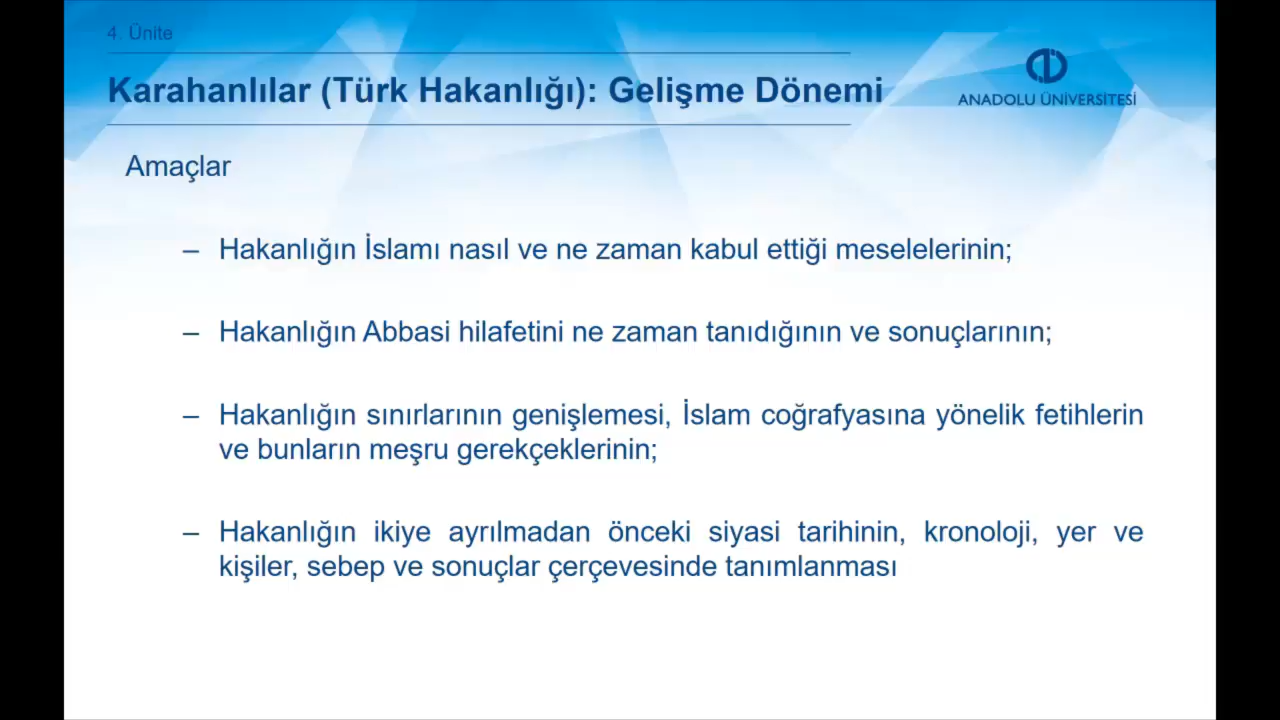 4. Ünite
Karahanlılar (Türk Hakanlığı): Gelişme Dönemi
ANADOLU ÜNİVERSİTESİ
Amaçlar
– Hakanlığın İslamı nasıl ve ne zaman kabul ettiği meselelerinin;
– Hakanlığın Abbasi hilafetini ne zaman tanıdığının ve sonuçlarının;
– Hakanlığın sınırlarının genişlemesi, İslam coğrafyasına yönelik fetihlerin
ve bunların meşru gerekçeklerinin;
– Hakanlığın ikiye ayrılmadan önceki siyasi tarihinin, kronoloji, yer ve
kişiler, sebep ve sonuçlar çerçevesinde tanımlanması